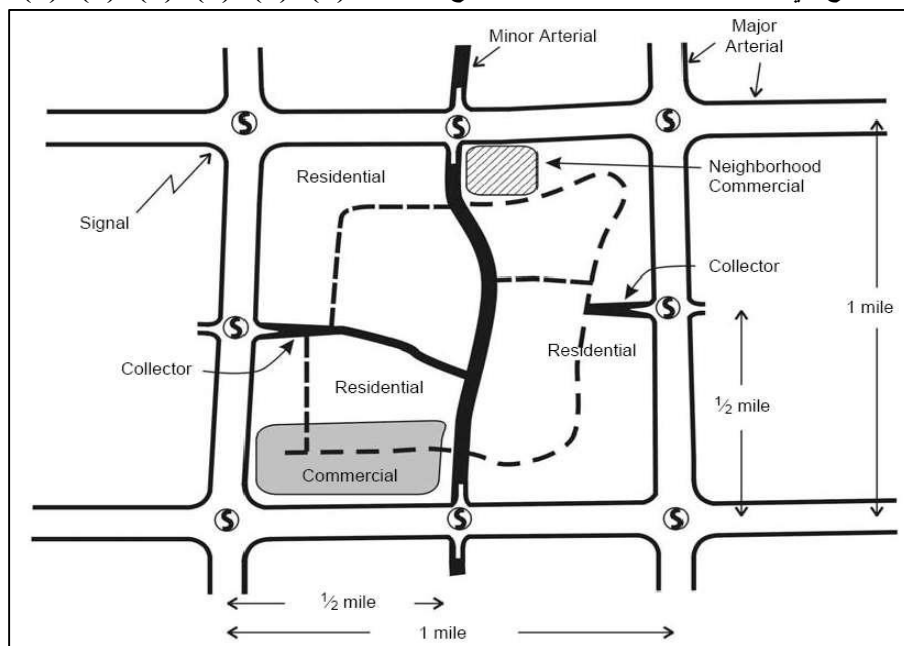 Minor Arterial
Major
Arterial
S
S
S
Residential
Neighborhood
Commercial
Signal
Collector
S
S
1 mile
Collector
Residential
Residential
½ mile
Commercial
S
S
S
½ mile
1 mile